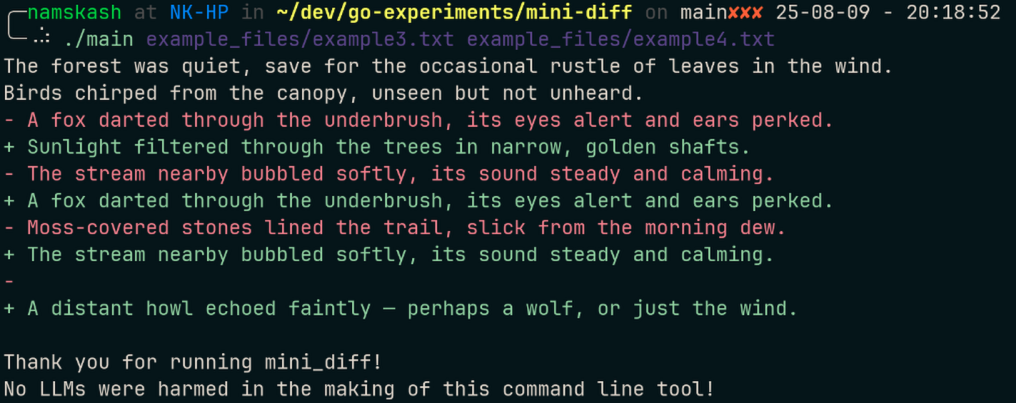 namskash at NK-HP in ~/dev/go-experiments/mini-diff on main✘✘✘ 25-08-09 - 20:18:52
./main example_files/example3.txt example_files/example4.txt
The forest was quiet, save for the occasional rustle of leaves in the wind.
Birds chirped from the canopy, unseen but not unheard.
- A fox darted through the underbrush, its eyes alert and ears perked.
+ Sunlight filtered through the trees in narrow, golden shafts.
- The stream nearby bubbled softly, its sound steady and calming.
+ A fox darted through the underbrush, its eyes alert and ears perked.
- Moss-covered stones lined the trail, slick from the morning dew.
+ The stream nearby bubbled softly, its sound steady and calming.
-
+ A distant howl echoed faintly — perhaps a wolf, or just the wind.
Thank you for running mini_diff!
No LLMs were harmed in the making of this command line tool!